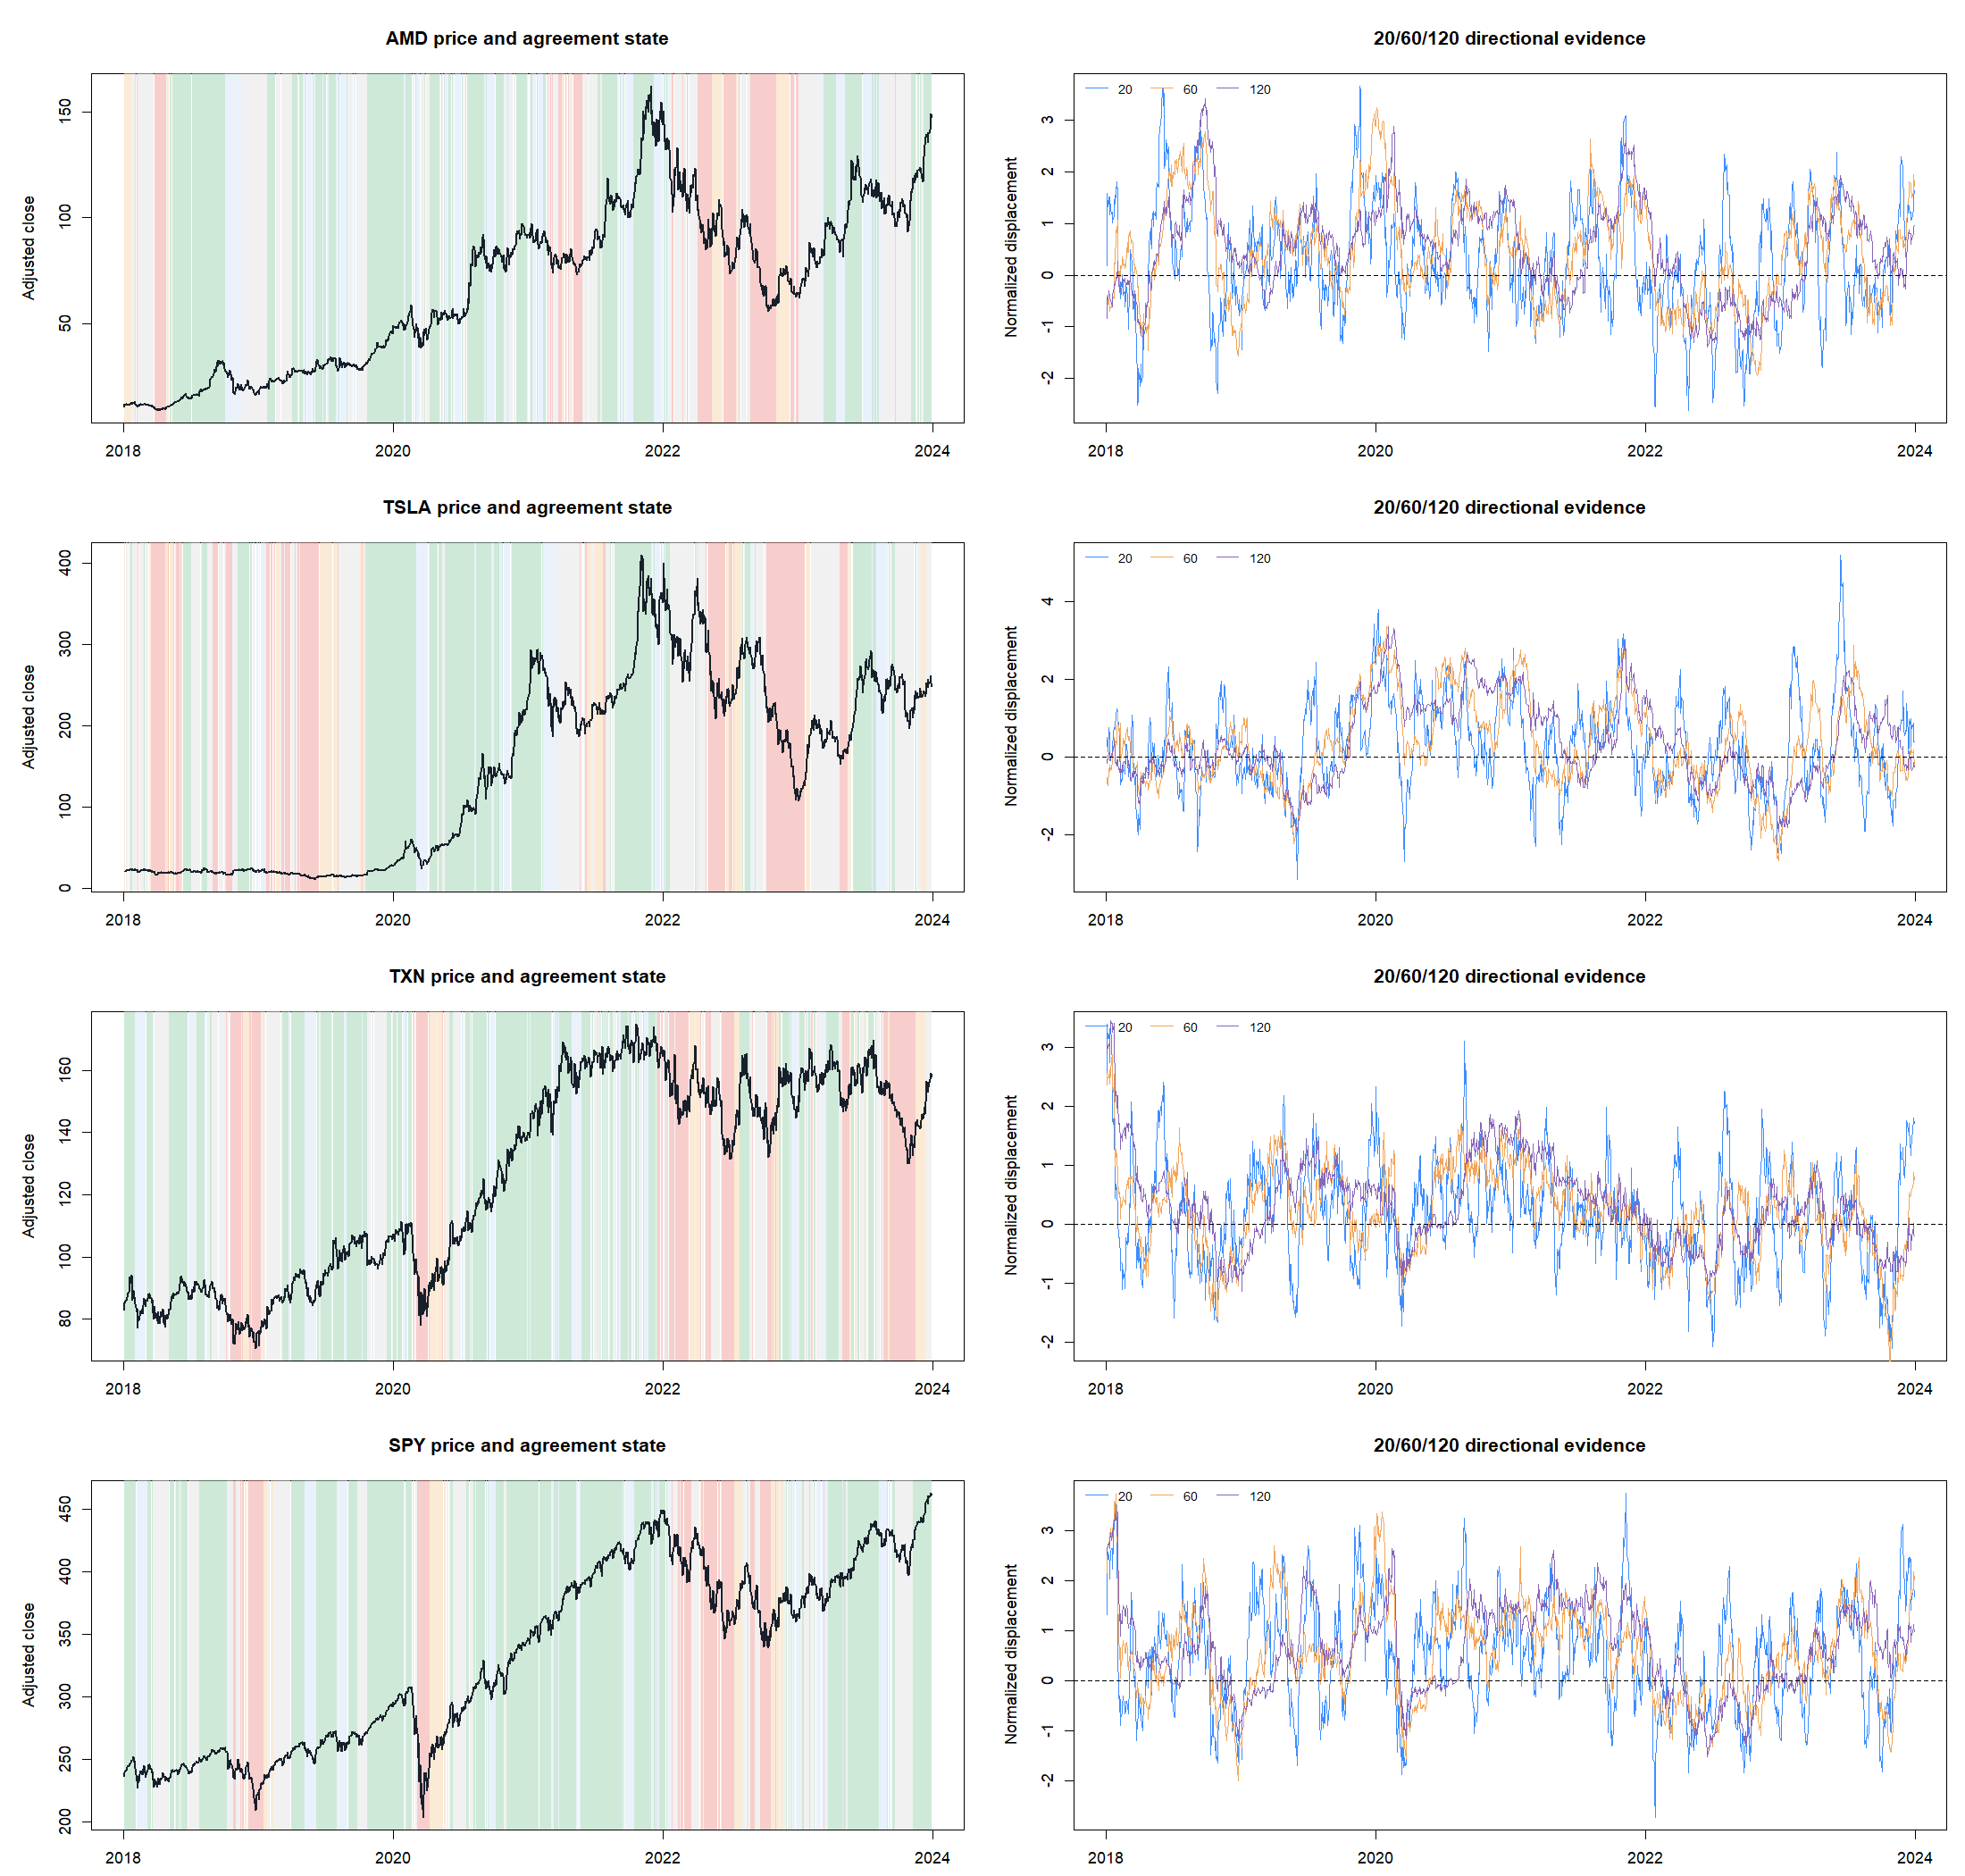 AMD price and agreement state
Adjusted close
150
100
50
2018 2020 2022 2024
20/60/120 directional evidence
20 60 120
Normalized displacement
3
2
1
0
-1
-2
2018 2020 2022 2024
TSLA price and agreement state
Adjusted close
400
300
200
100
0
2018 2020 2022 2024
20/60/120 directional evidence
20 60 120
Normalized displacement
4
2
0
-2
2018 2020 2022 2024
TXN price and agreement state
Adjusted close
160
140
120
100
80
2018 2020 2022 2024
20/60/120 directional evidence
20 60 120
Normalized displacement
3
2
1
0
-1
-2
2018 2020 2022 2024
SPY price and agreement state
Adjusted close
450
400
350
300
250
200
2018 2020 2022 2024
20/60/120 directional evidence
20 60 120
Normalized displacement
3
2
1
0
-1
-2
2018 2020 2022 2024